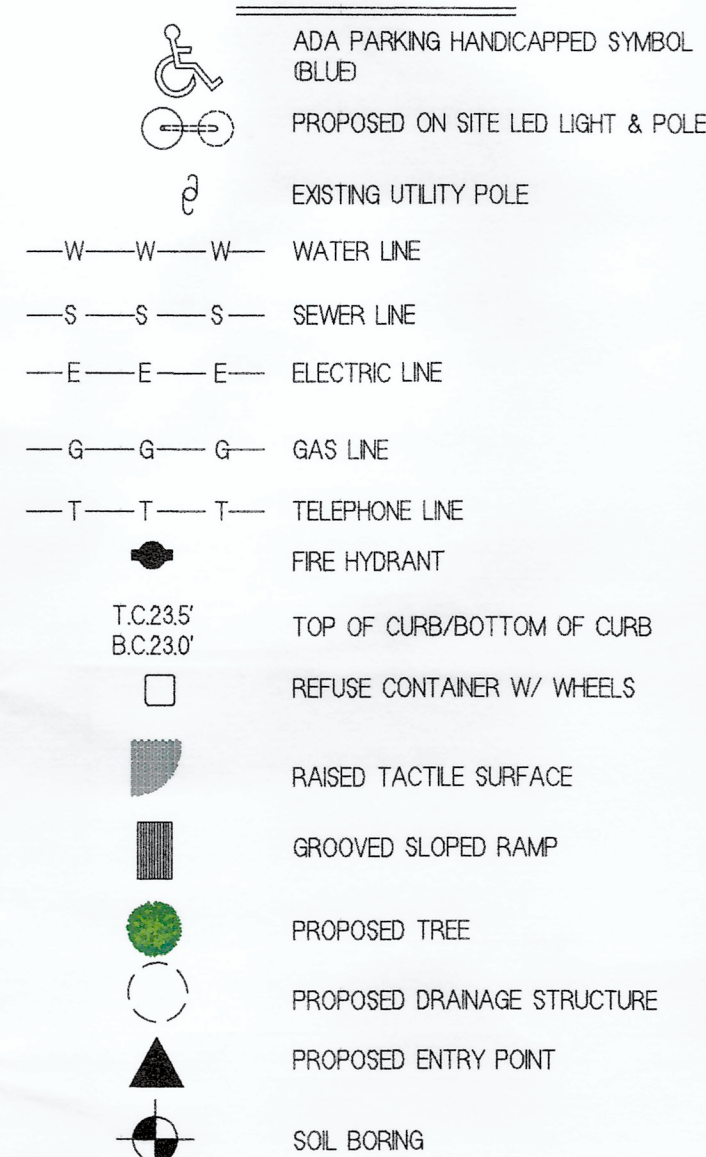 ADA PARKING HANDICAPPED SYMBOL
(BLUE)
PROPOSED ON SITE LED LIGHT & POLE
EXISTING UTILITY POLE
W W W WATER LINE
S S S SEWER LINE
E E E ELECTRIC LINE
G G G GAS LINE
T T T TELEPHONE LINE
FIRE HYDRANT
T.C.23.5'
B.C.23.0'
TOP OF CURB/BOTTOM OF CURB
REFUSE CONTAINER W/ WHEELS
RAISED TACTILE SURFACE
GROOVED SLOPED RAMP
PROPOSED TREE
PROPOSED DRAINAGE STRUCTURE
PROPOSED ENTRY POINT
SOIL BORING